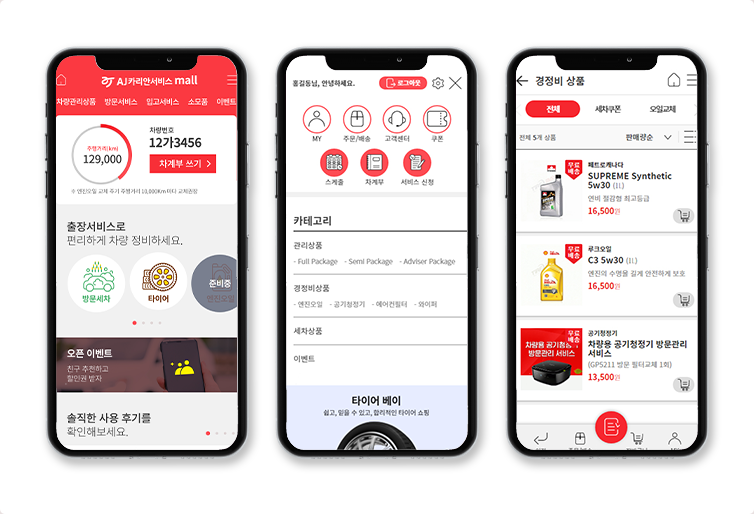 AJ카리안서비스 mall
차량관리상품 방문서비스 입고서비스 소모품 이벤트
주행거리(km)
129,000
차량번호
12가3456
차계부 쓰기 >
※ 엔진오일 교체 주기 주행거리 10,000Km 마다 교체권장
출장서비스로
편리하게 차량 정비하세요.
방문세차
타이어
준비중
엔진오일
오픈 이벤트
친구 추천하고
할인권 받자
솔직한 사용 후기를
확인해보세요.
홍길동님, 안녕하세요.
로그아웃
MY 주문/배송 고객센터 쿠폰
스케줄 차계부 서비스 신청
카테고리
관리상품
- Full Package - Semi Package - Adviser Package
경정비상품
- 엔진오일 - 공기청정기 - 에어컨필터 - 와이퍼
세차상품
이벤트
타이어 베이
쉽고, 믿을 수 있고, 합리적인 타이어 쇼핑
경정비 상품
전체 세차쿠폰 오일교체
전체 5개 상품
판매량순
무료
배송
페트로캐나다
SUPREME Synthetic
5w30 (1L)
연비 절감형 최고등급
16,500원
무료
배송
루크오일
C3 5w30 (1L)
엔진의 수명을 길게 안전하게 보호
16,500원
무료
배송
차량용 공기청정기
방문관리 서비스
공기청정기
차량용 공기청정기 방문관리
서비스
(GP5211 방문 필터교체 1회)
13,500원